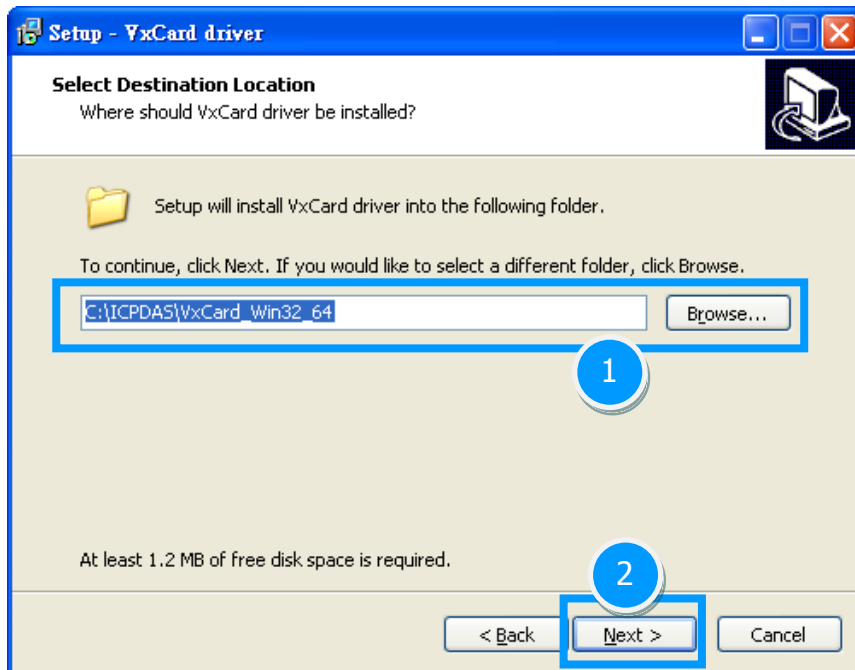 Setup - VxCard driver
Select Destination Location
Where should VxCard driver be installed?
Setup will install VxCard driver into the following folder.
To continue, click Next. If you would like to select a different folder, click Browse.
C:\ICPDAS\VxCard_Win32_64
Browse...
1
At least 1.2 MB of free disk space is required.
2
< Back
Next >
Cancel